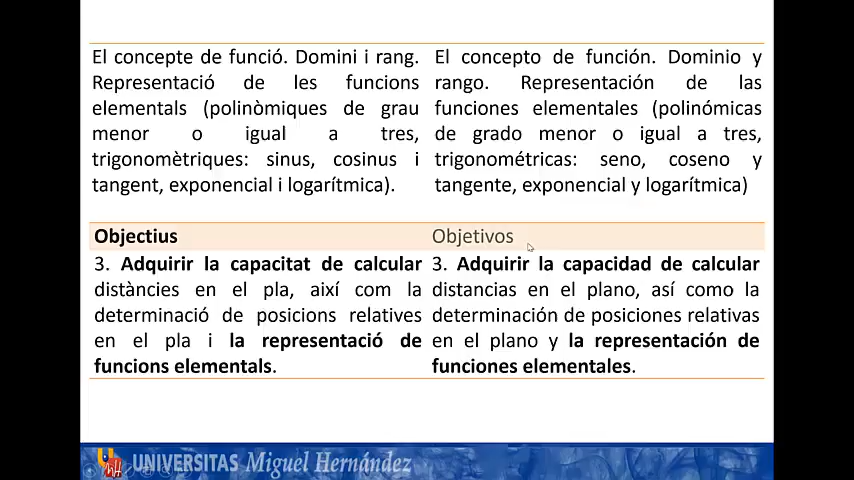 El concepte de funció. Domini i rang.
Representació de les funcions
elementals (polinòmiques de grau
menor o igual a tres,
trigonomètriques: sinus, cosinus i
tangent, exponencial i logarítmica).
El concepto de función. Dominio y
rango. Representación de las
funciones elementales (polinómicas
de grado menor o igual a tres,
trigonométricas: seno, coseno y
tangente, exponencial y logarítmica)
Objectius
3. Adquirir la capacitat de calcular
distàncies en el pla, així com la
determinació de posicions relatives
en el pla i la representació de
funcions elementals.
Objetivos
3. Adquirir la capacidad de calcular
distancias en el plano, así como la
determinación de posiciones relativas
en el plano y la representación de
funciones elementales.
UNIVERSITAS Miguel Hernández